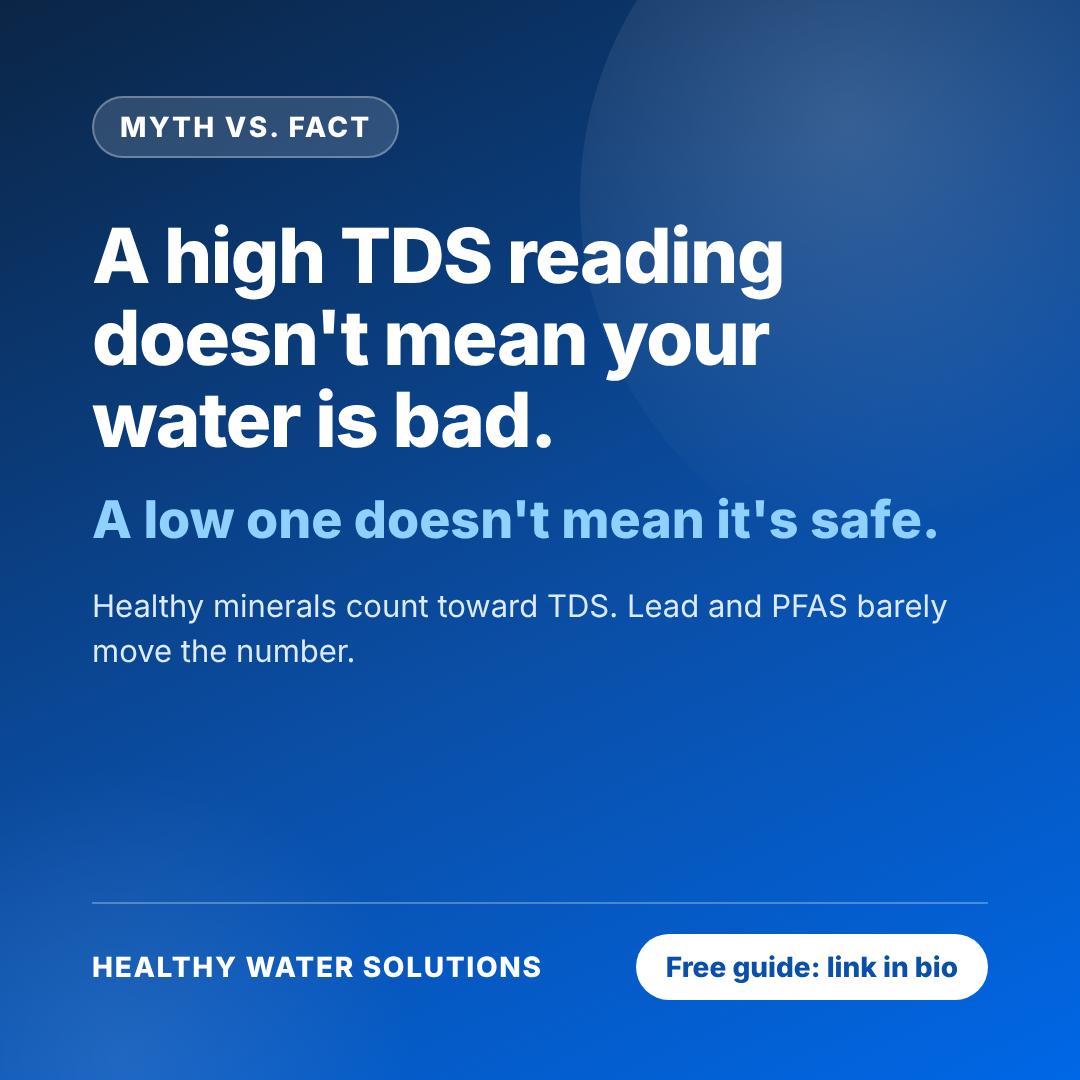 MYTH VS. FACT
A high TDS reading
doesn't mean your
water is bad.
A low one doesn't mean it's safe.
Healthy minerals count toward TDS. Lead and PFAS barely
move the number.
HEALTHY WATER SOLUTIONS
Free guide: link in bio